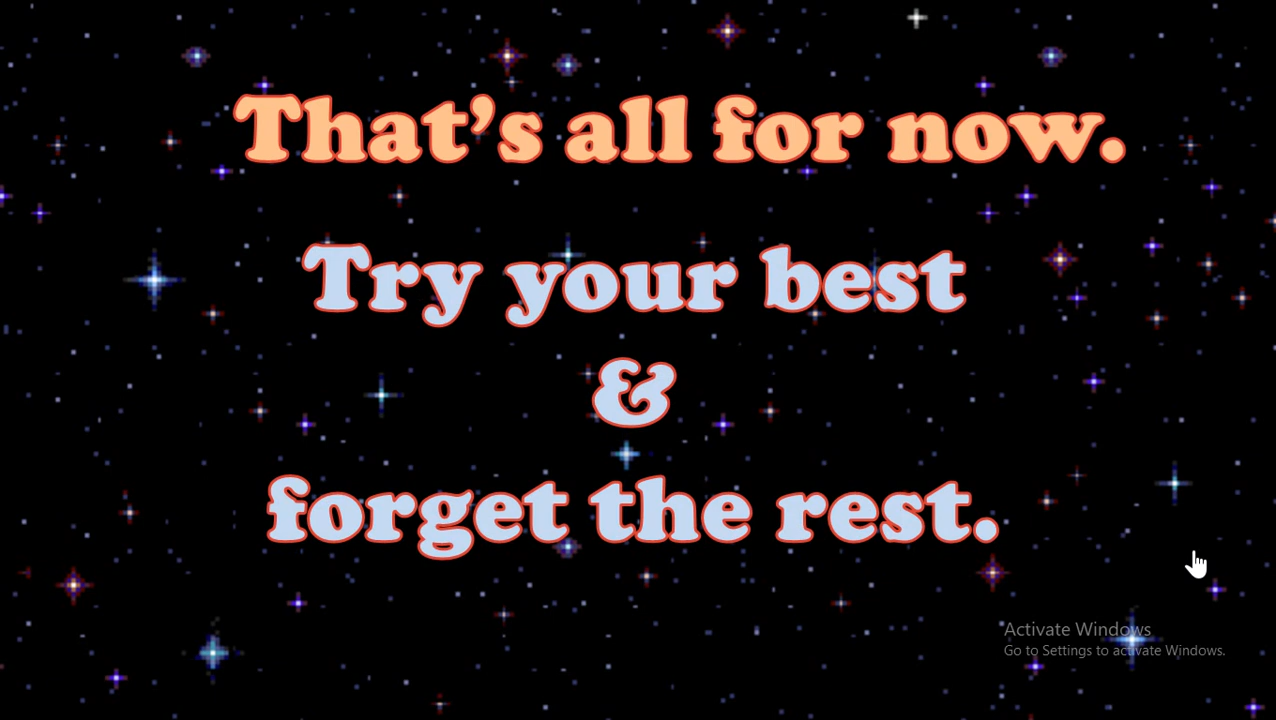 That’s all for now.
Try your best
&
forget the rest.
Activate Windows
Go to Settings to activate Windows.